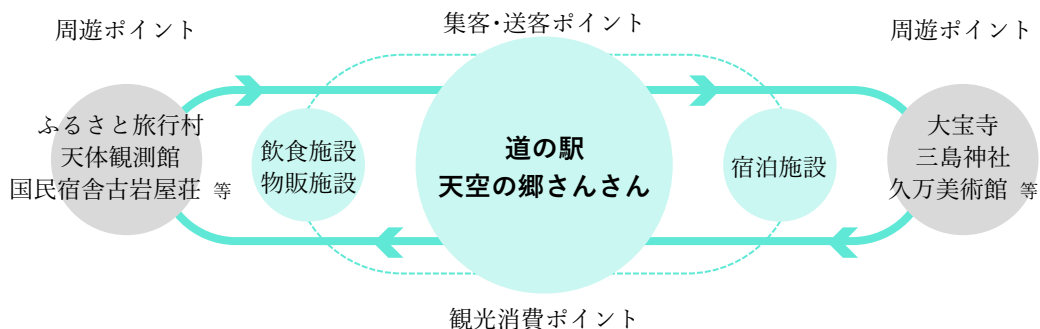 周遊ポイント
ふるさと旅行村
天体観測館
国民宿舎古岩屋荘 等
飲食施設
物販施設
集客・送客ポイント
道の駅
天空の郷さんさん
観光消費ポイント
宿泊施設
周遊ポイント
大宝寺
三島神社
久万美術館 等